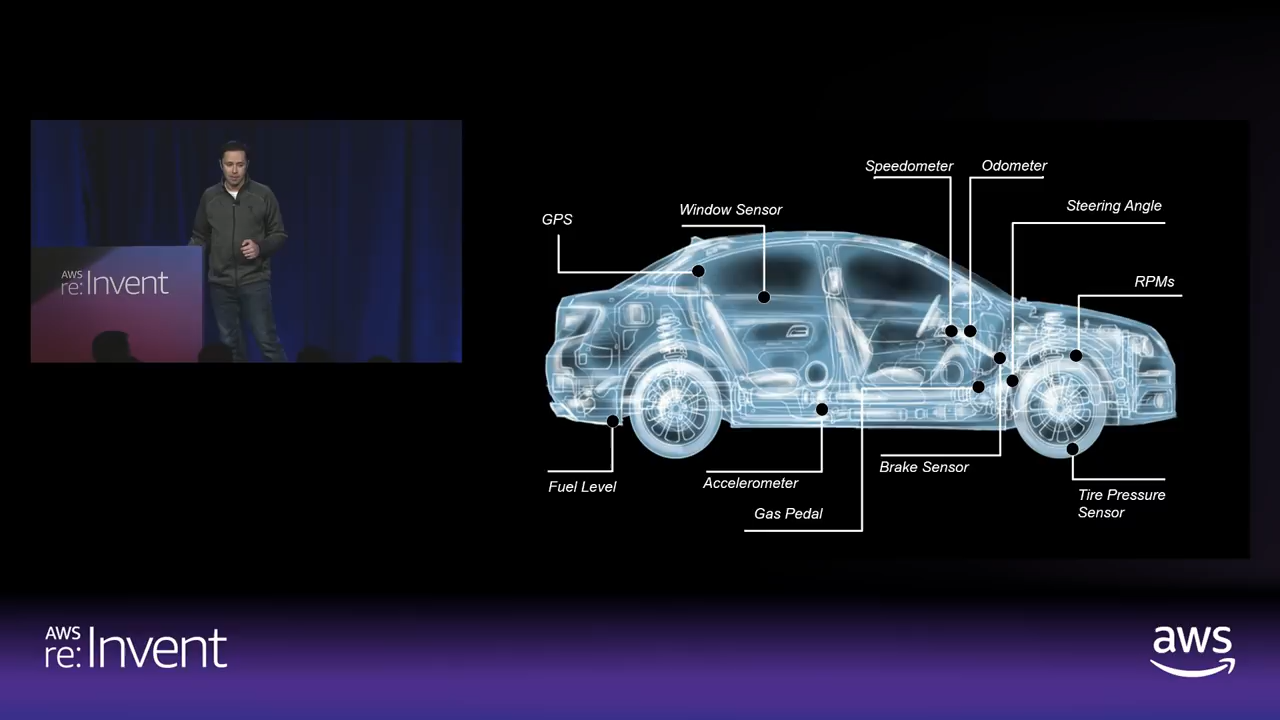 AWS
re:Invent
Speedometer
Odometer
GPS
Window Sensor
Steering Angle
RPMs
Fuel Level
Accelerometer
Gas Pedal
Brake Sensor
Tire Pressure
Sensor
AWS
re:Invent
aws